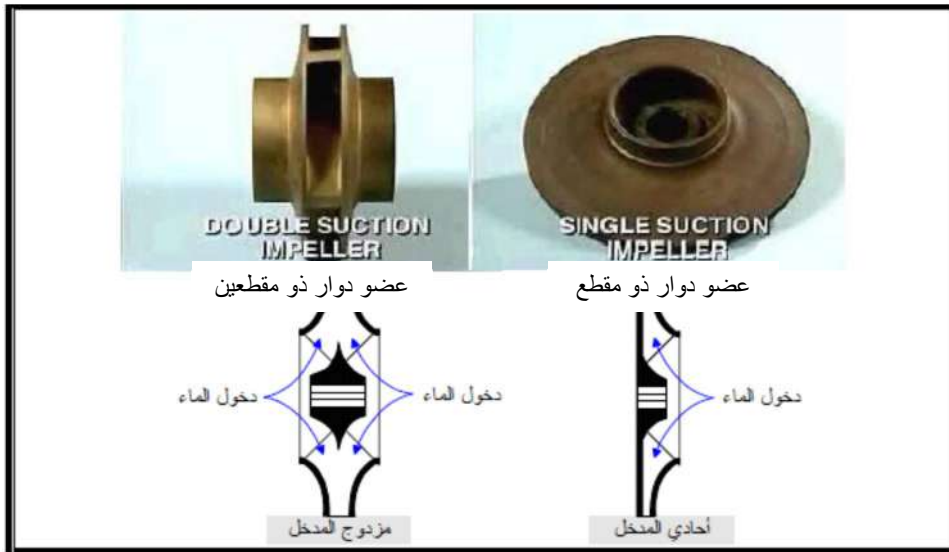 DOUBLE SUCTION
IMPELLER
SINGLE SUCTION
IMPELLER
عضو دوار ذو مقطعين
عضو دوار ذو مقطع
دخول الماء
دخول الماء
دخول الماء
مزدوج المدخل
أحادي المدخل